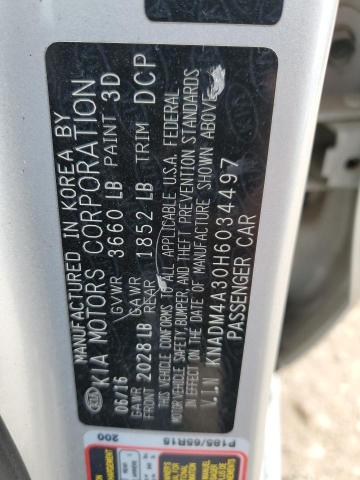 MANUFACTURED IN KOREA BY
KIA MOTORS CORPORATION
06/16 GVWR 3660 LB PAINT 3D
GAWR FRONT 2028 LB GAWR REAR 1852 LB TRIM DCP
THIS VEHICLE CONFORMS TO ALL APPLICABLE U.S.A. FEDERAL
MOTOR VEHICLE SAFETY, BUMPER, AND THEFT PREVENTION STANDARDS
IN EFFECT ON THE DATE OF MANUFACTURE SHOWN ABOVE
V.I.N KNADM4A30H6034497
PASSENGER CAR
KIA
P185/65R15
200